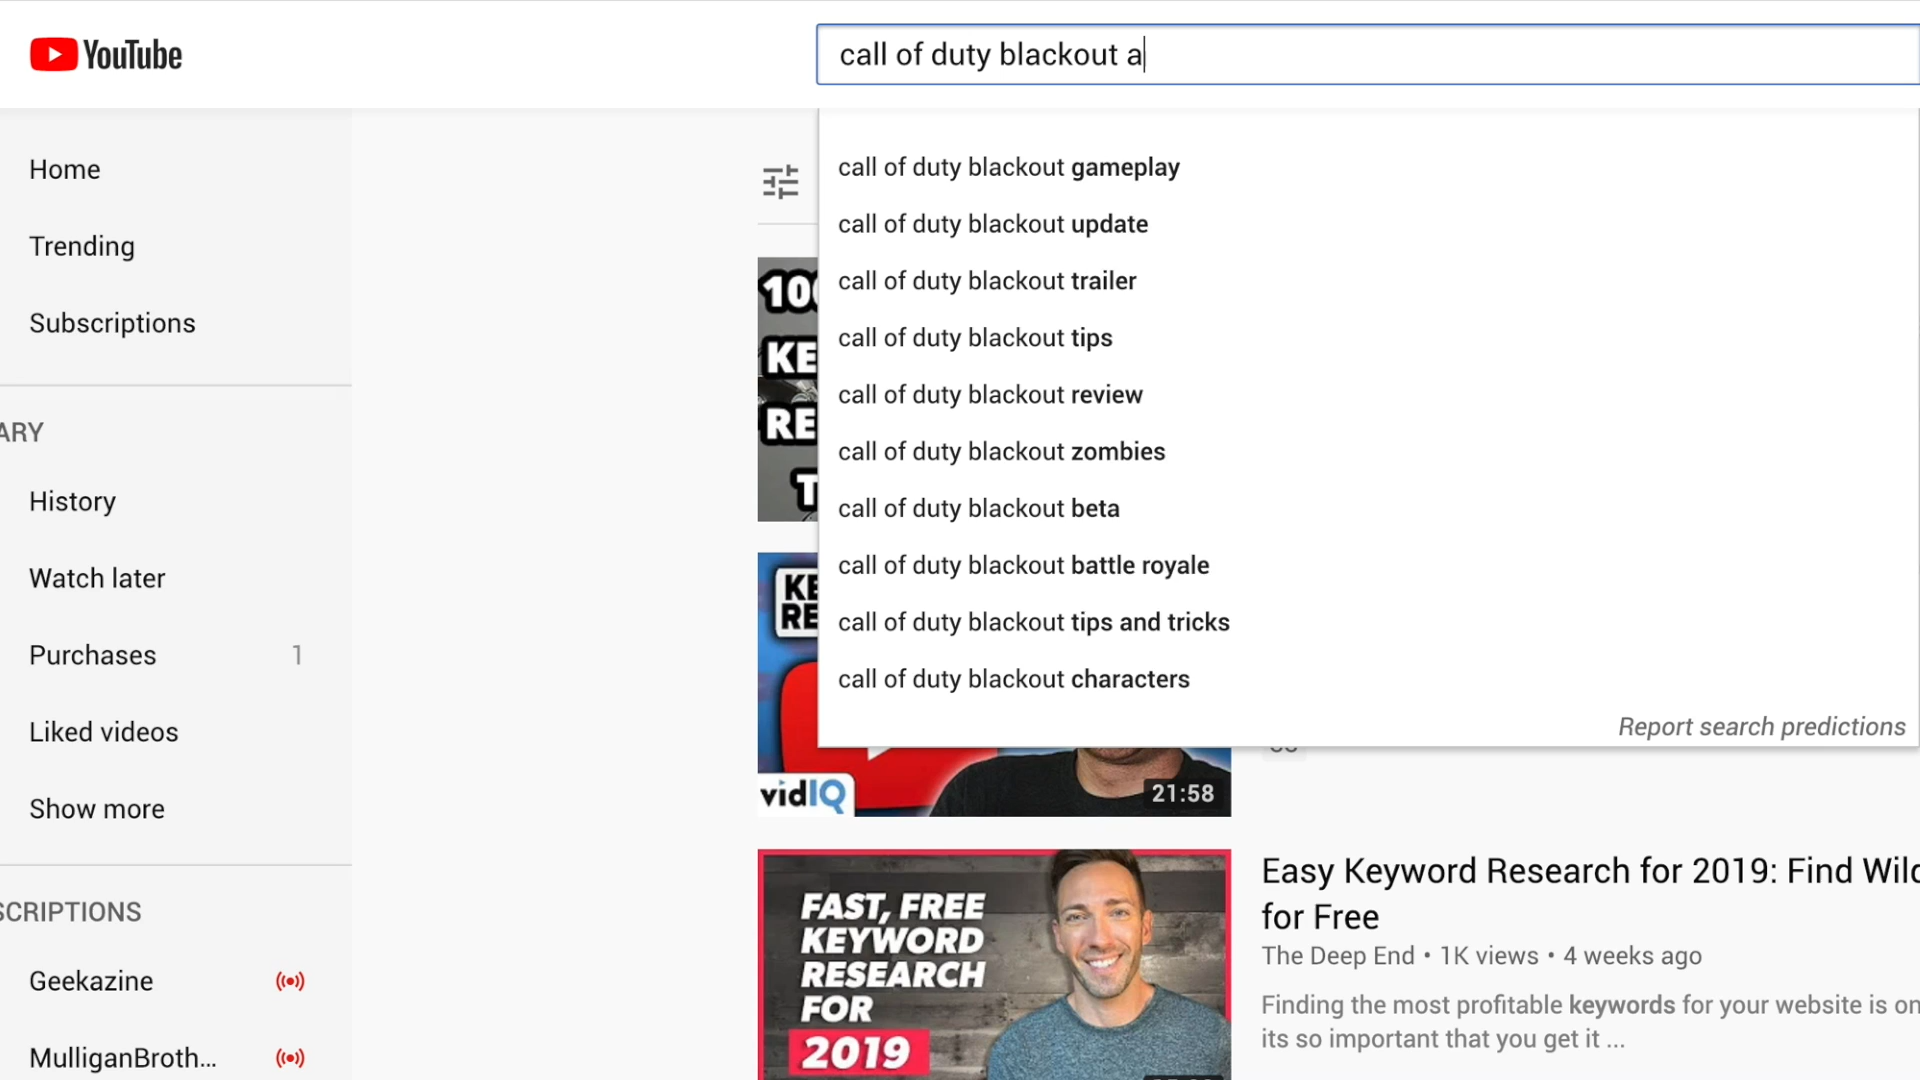 YouTube
call of duty blackout a
Home
Trending
Subscriptions
ARY
History
Watch later
Purchases 1
Liked videos
Show more
SCRIPTIONS
Geekazine
MulliganBroth...
call of duty blackout gameplay
call of duty blackout update
call of duty blackout trailer
call of duty blackout tips
call of duty blackout review
call of duty blackout zombies
call of duty blackout beta
call of duty blackout battle royale
call of duty blackout tips and tricks
call of duty blackout characters
Report search predictions
100
KE
RE
T
KE
RE
vidIQ
21:58
FAST, FREE
KEYWORD
RESEARCH
FOR
2019
Easy Keyword Research for 2019: Find Wild
for Free
The Deep End • 1K views • 4 weeks ago
Finding the most profitable keywords for your website is on
its so important that you get it ...